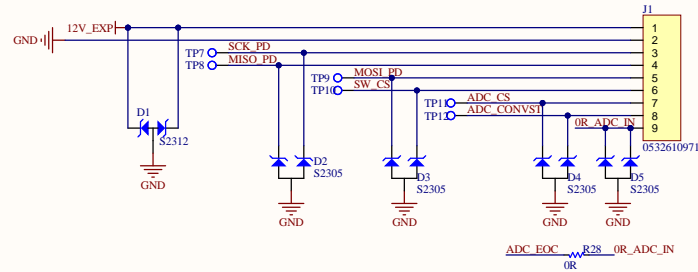 J1
12V_EXP
1
GND
2
TP7
SCK_PD
3
TP8
MISO_PD
4
TP9
MOSI_PD
5
TP10
SW_CS
6
TP11
ADC_CS
7
TP12
ADC_CONVST
8
0R_ADC_IN
9
0532610971
D1
S2312
GND
D2
S2305
GND
D3
S2305
GND
D4
S2305
GND
D5
S2305
GND
ADC_EOC
R28
0R_ADC_IN
0R